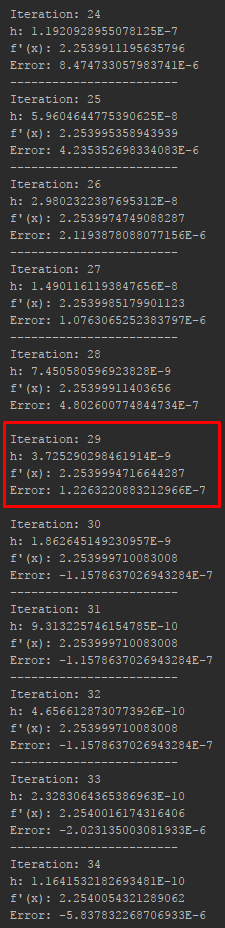 Iteration: 24
h: 1.1920928955078125E-7
f'(x): 2.2539911195635796
Error: 8.474733057983741E-6
------------------------
Iteration: 25
h: 5.9604644775390625E-8
f'(x): 2.253995358943939
Error: 4.235352698334083E-6
------------------------
Iteration: 26
h: 2.9802322387695312E-8
f'(x): 2.2539974749088287
Error: 2.1193878088077156E-6
------------------------
Iteration: 27
h: 1.4901161193847656E-8
f'(x): 2.2539985179901123
Error: 1.0763065252383797E-6
------------------------
Iteration: 28
h: 7.450580596923828E-9
f'(x): 2.25399911403656
Error: 4.802600774844734E-7
Iteration: 29
h: 3.725290298461914E-9
f'(x): 2.2539994716644287
Error: 1.2263220883212966E-7
Iteration: 30
h: 1.862645149230957E-9
f'(x): 2.253999710083008
Error: -1.1578637026943284E-7
------------------------
Iteration: 31
h: 9.313225746154785E-10
f'(x): 2.253999710083008
Error: -1.1578637026943284E-7
------------------------
Iteration: 32
h: 4.6566128730773926E-10
f'(x): 2.253999710083008
Error: -1.1578637026943284E-7
------------------------
Iteration: 33
h: 2.3283064365386963E-10
f'(x): 2.2540016174316406
Error: -2.023135003081933E-6
------------------------
Iteration: 34
h: 1.1641532182693481E-10
f'(x): 2.2540054321289062
Error: -5.837832268706933E-6